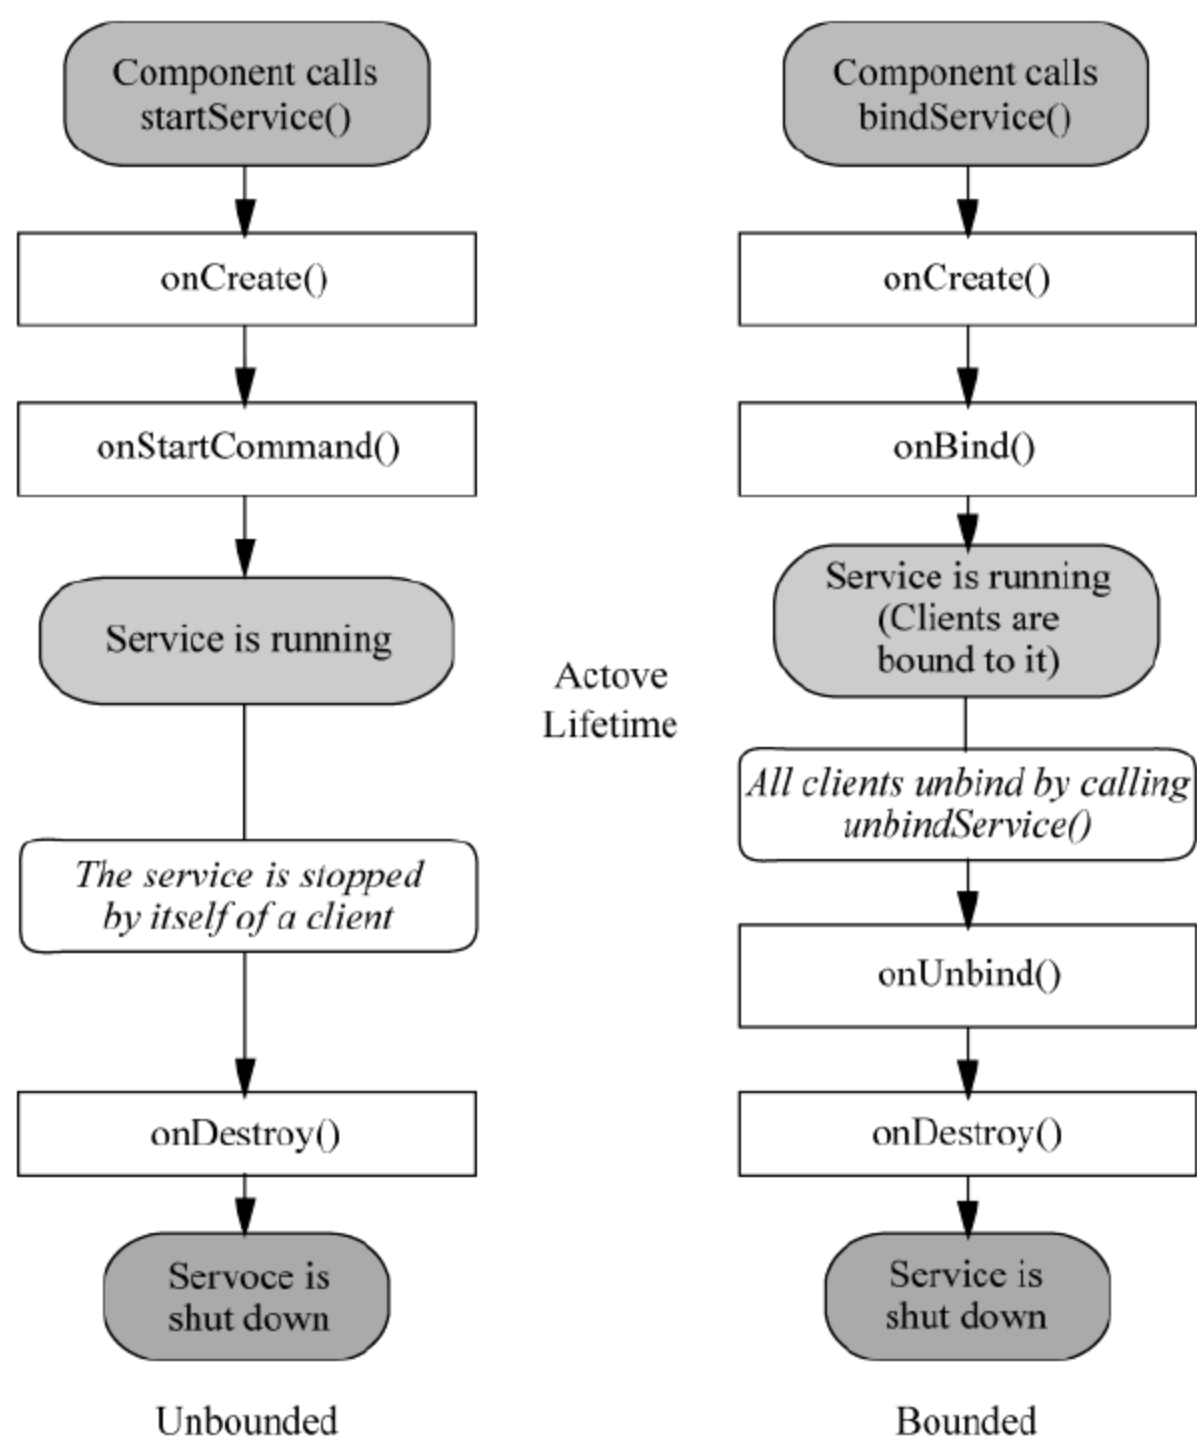 Component calls
startService()
onCreate()
onStartCommand()
Service is running
The service is stopped
by itself of a client
onDestroy()
Servoce is
shut down
Unbounded
Actove
Lifetime
Component calls
bindService()
onCreate()
onBind()
Service is running
(Clients are
bound to it)
All clients unbind by calling
unbindService()
onUnbind()
onDestroy()
Service is
shut down
Bounded